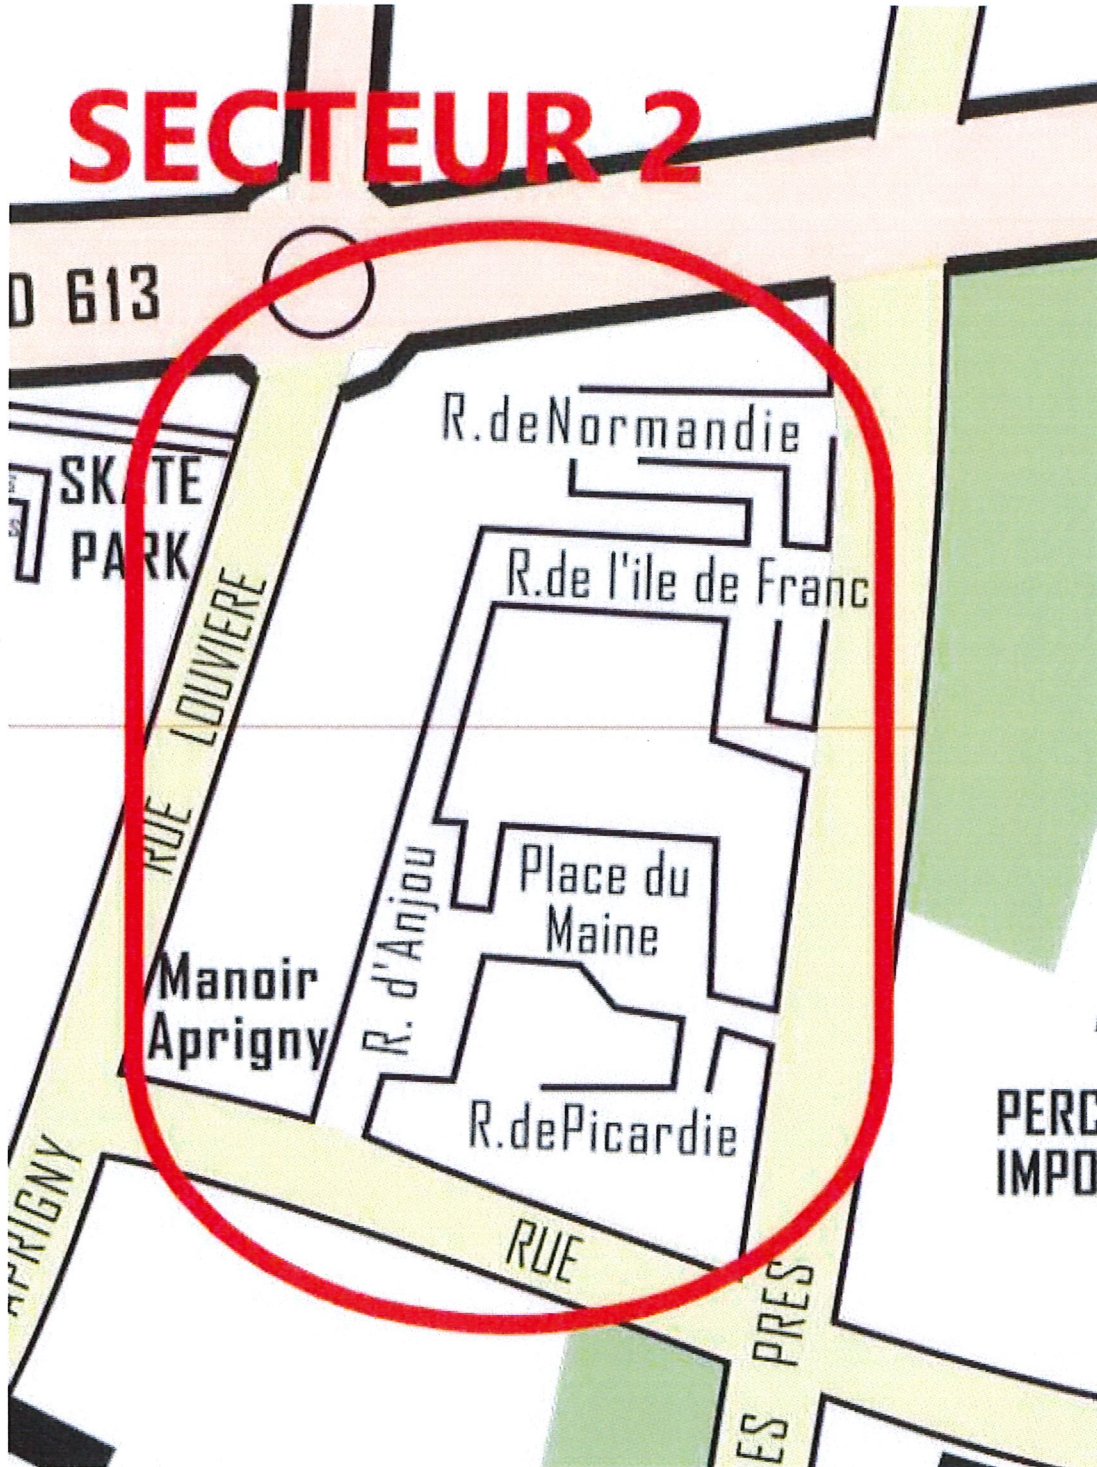 SECTEUR 2
D 613
R.deNormandie
SKATE
PARK
R.de l'ile de Franc
RUE LOUVIERE
Place du
Maine
R. d'Anjou
Manoir
Aprigny
R.dePicardie
PERC
IMPO
APRIGNY
RUE
ES PRES